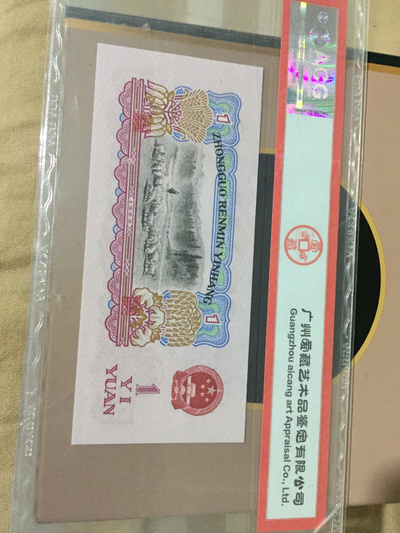 ZHONGGUO RENMIN YINHANG
1
1
1
YI
YUAN
广州爱藏艺术品鉴定有限公司
Guangzhou aicang art Appraisal Co., Ltd.